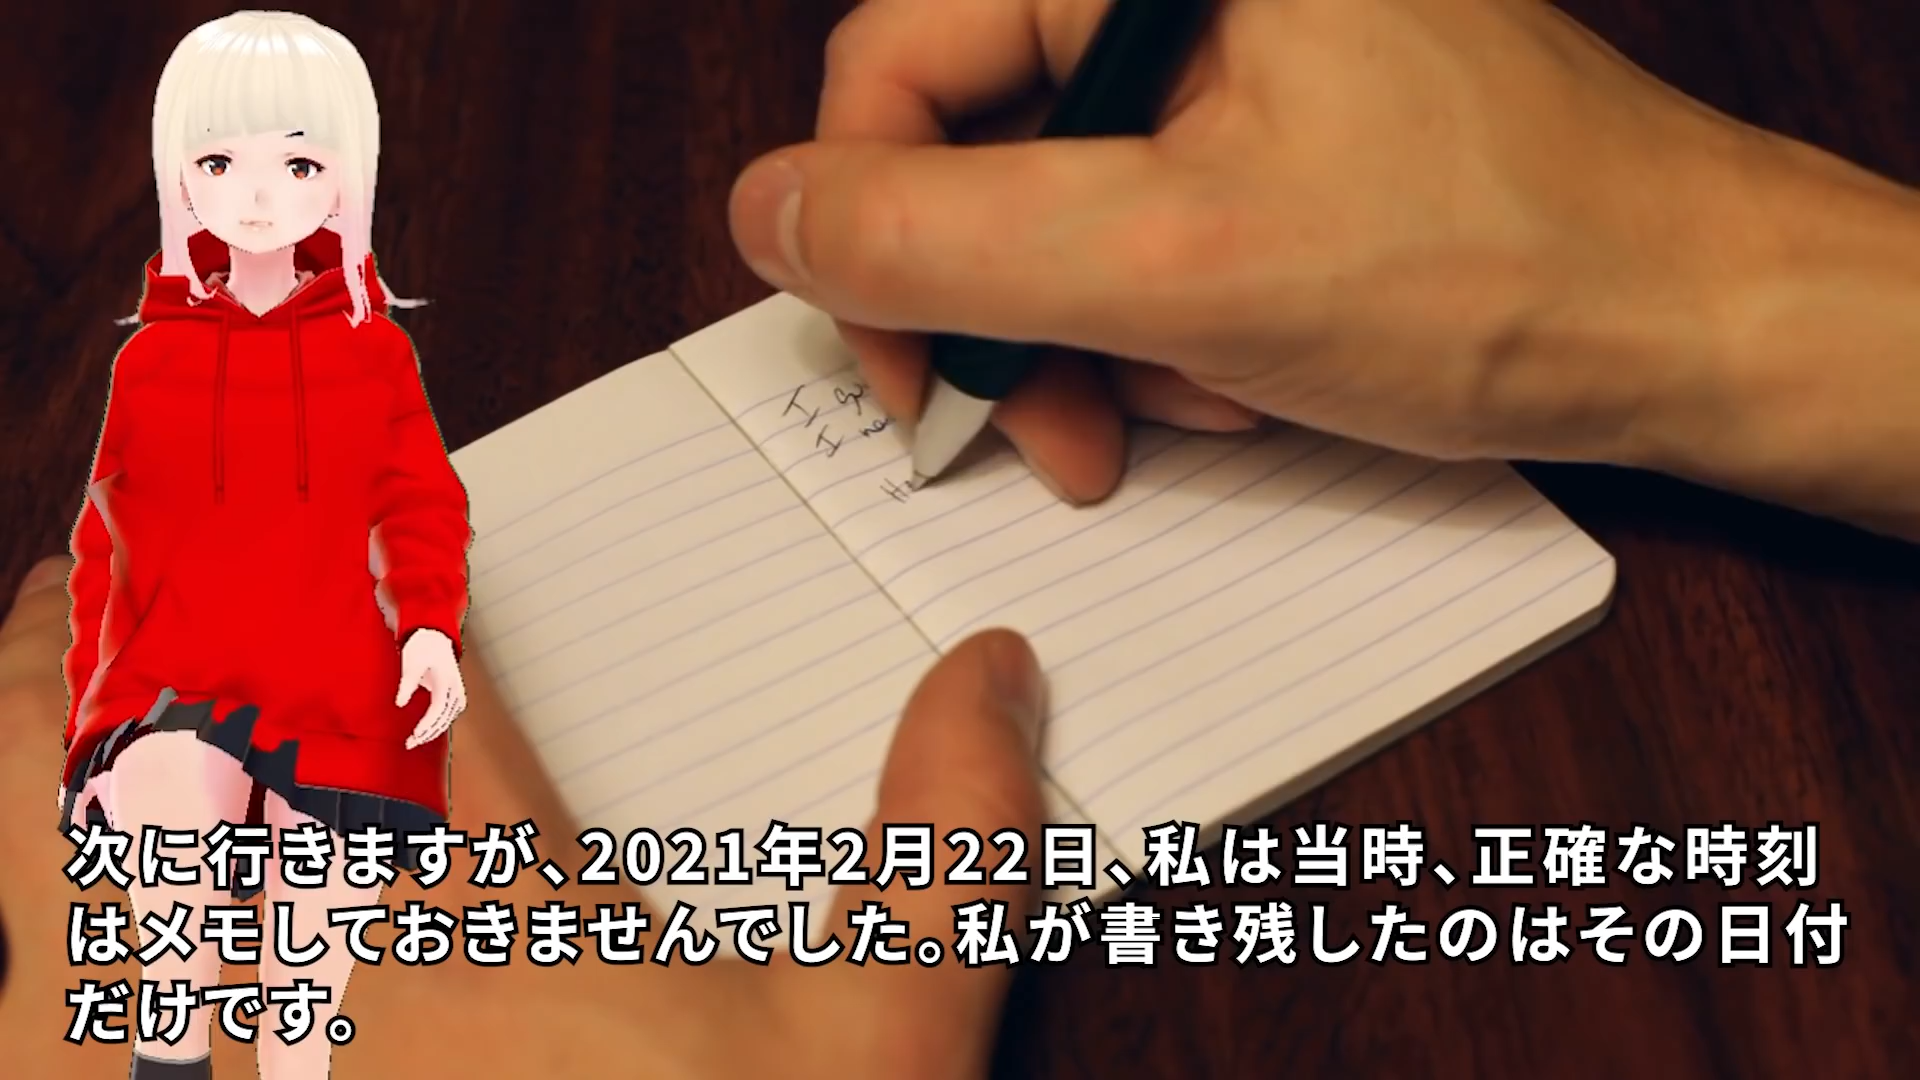 I
I
次に行きますが、2021年2月22日、私は当時、正確な時刻
はメモしておきませんでした。私が書き残したのはその日付
だけです。